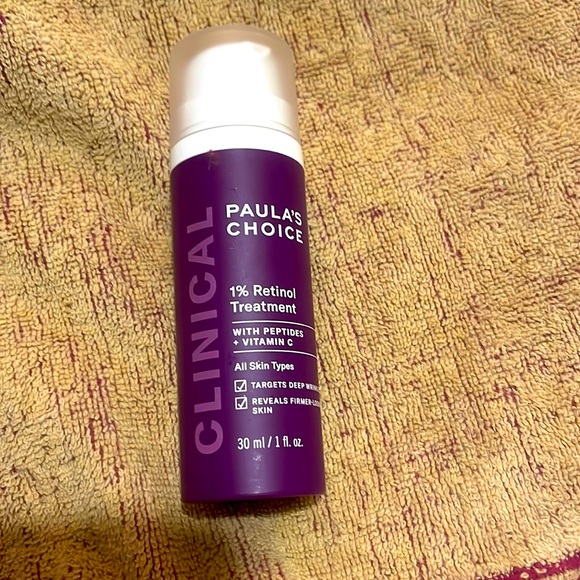 CLINICAL
PAULA'S
CHOICE
1% Retinol
Treatment
WITH PEPTIDES
+ VITAMIN C
All Skin Types
TARGETS DEEP
REVEALS
SKIN
30 ml / 1 fl. oz.